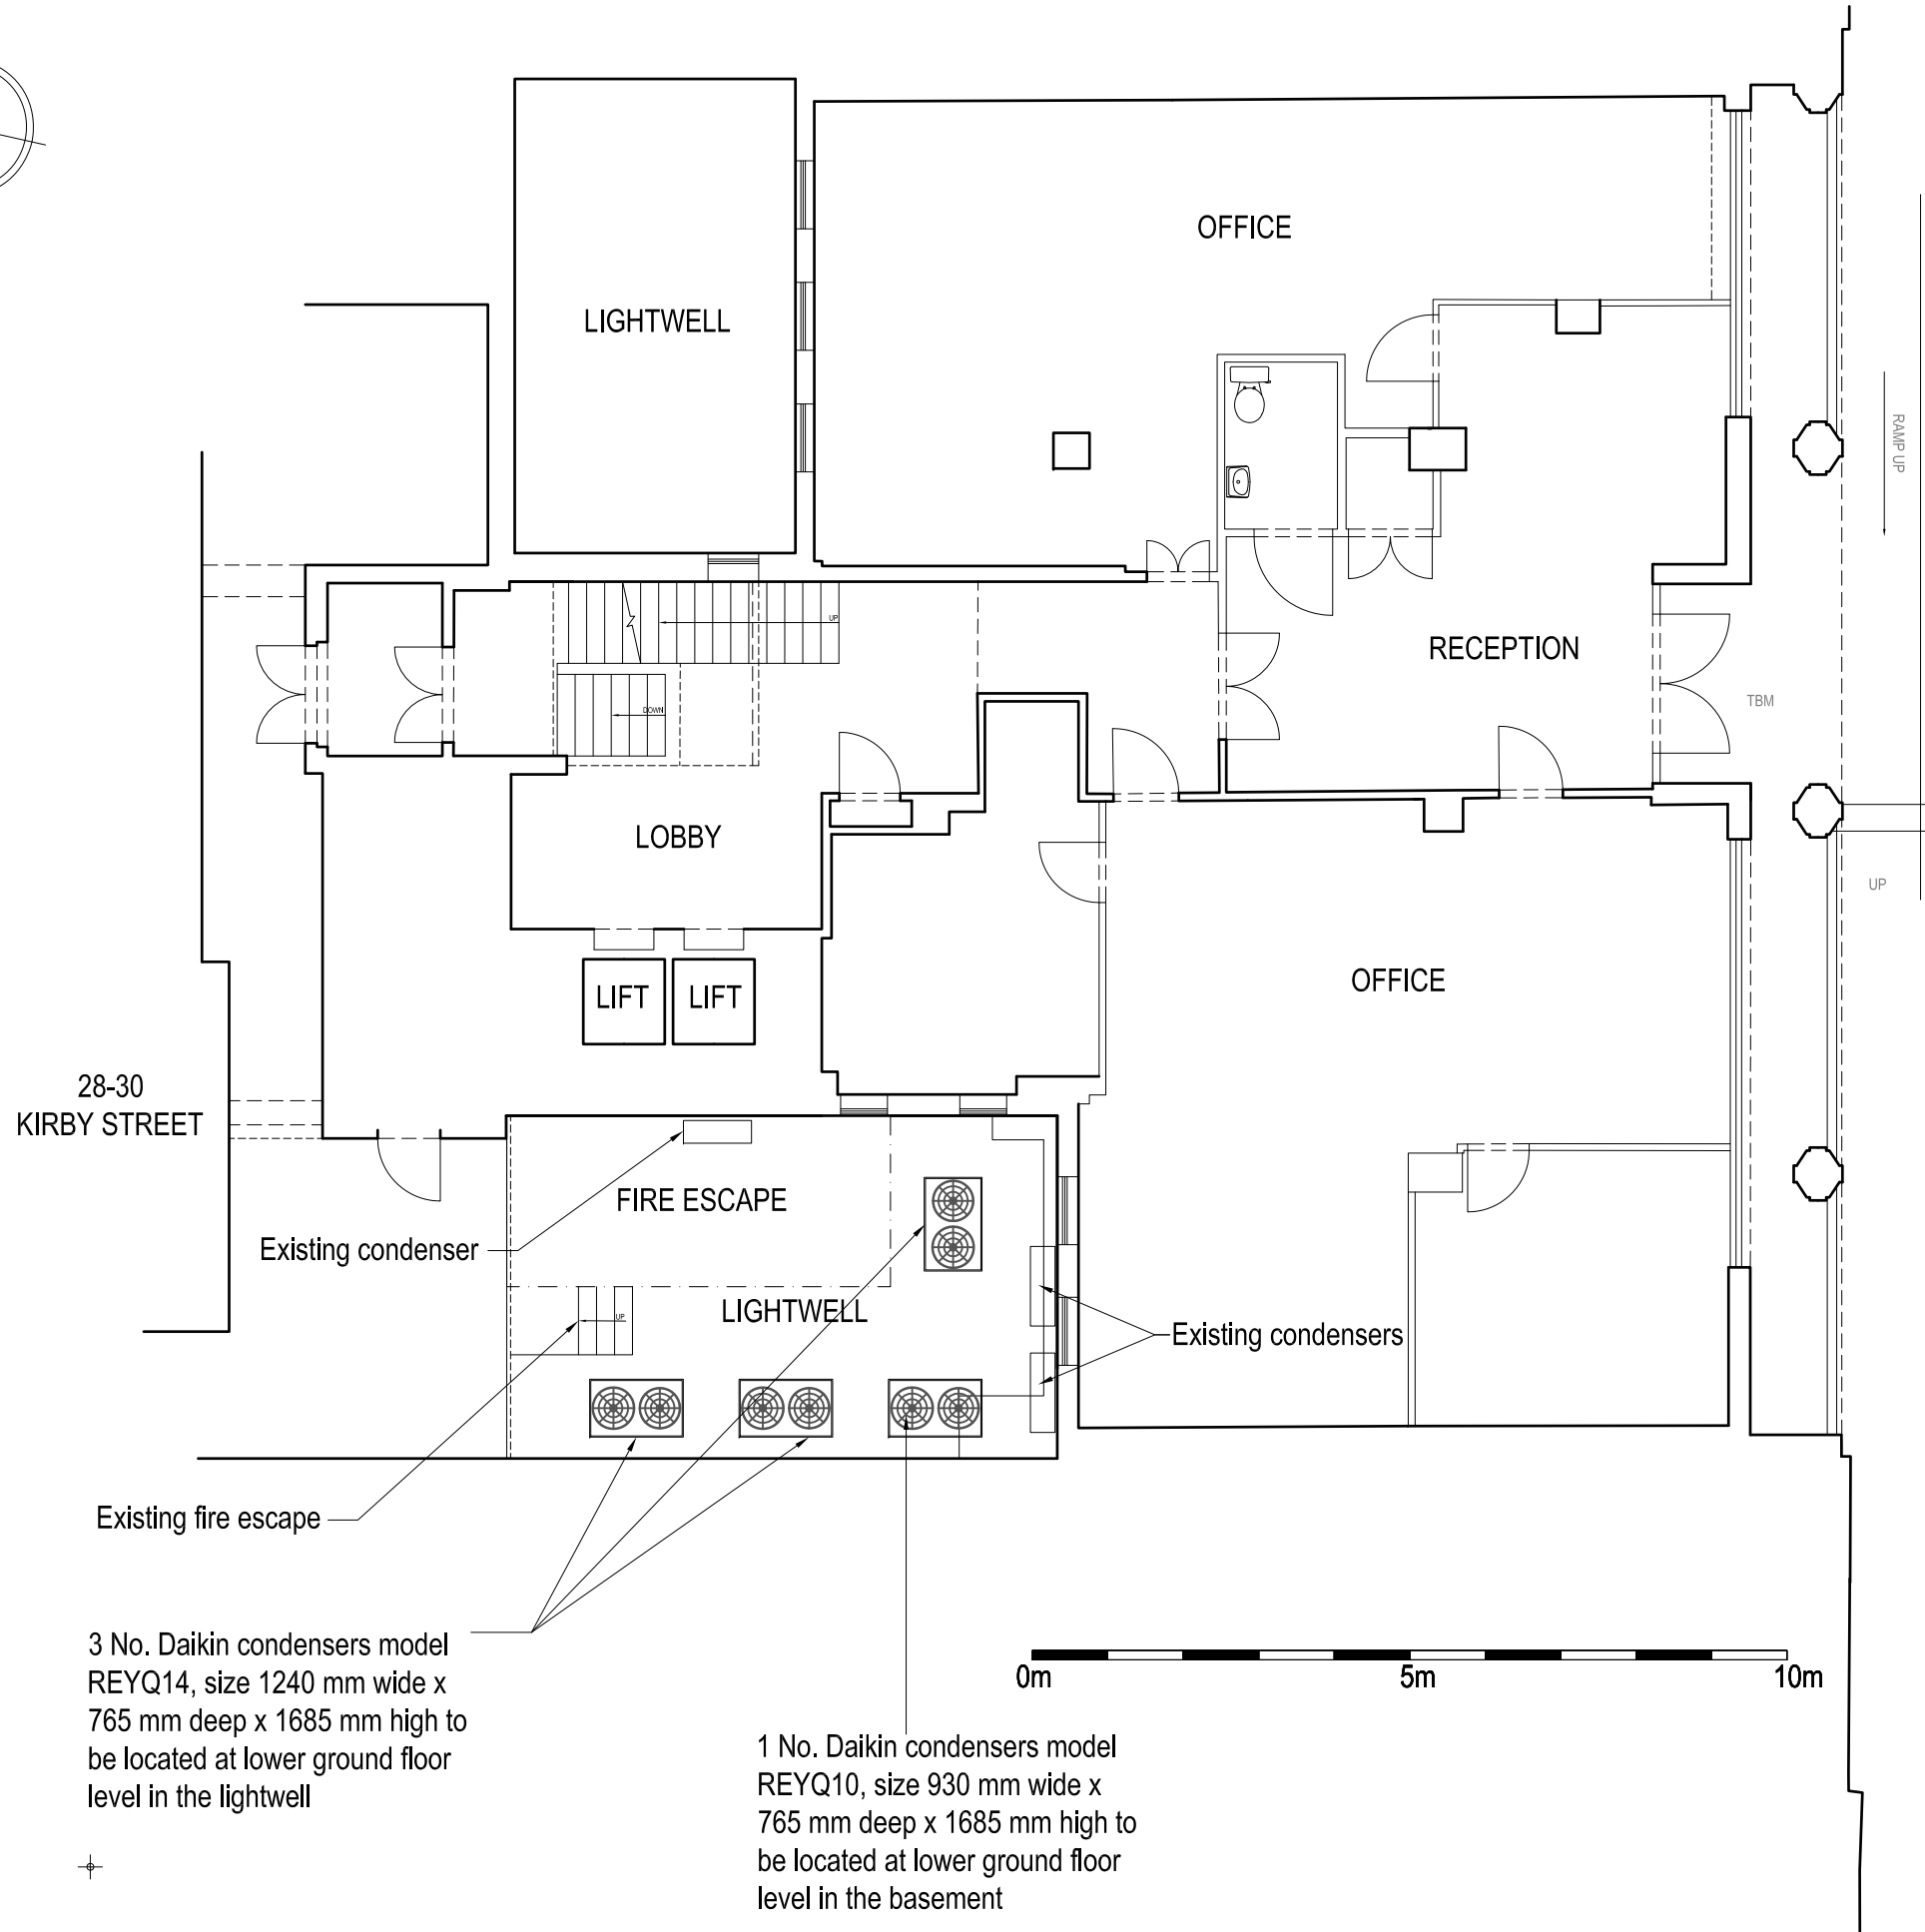 OFFICE
LIGHTWELL
RAMP UP
UP
RECEPTION
DOWN
TBM
LOBBY
UP
OFFICE
LIFT
LIFT
28-30
KIRBY STREET
FIRE ESCAPE
Existing condenser
LIGHTWELL
UP
Existing condensers
Existing fire escape
3 No. Daikin condensers model
REYQ14, size 1240 mm wide x
765 mm deep x 1685 mm high to
be located at lower ground floor
level in the lightwell
0m
5m
10m
1 No. Daikin condensers model
REYQ10, size 930 mm wide x
765 mm deep x 1685 mm high to
be located at lower ground floor
level in the basement